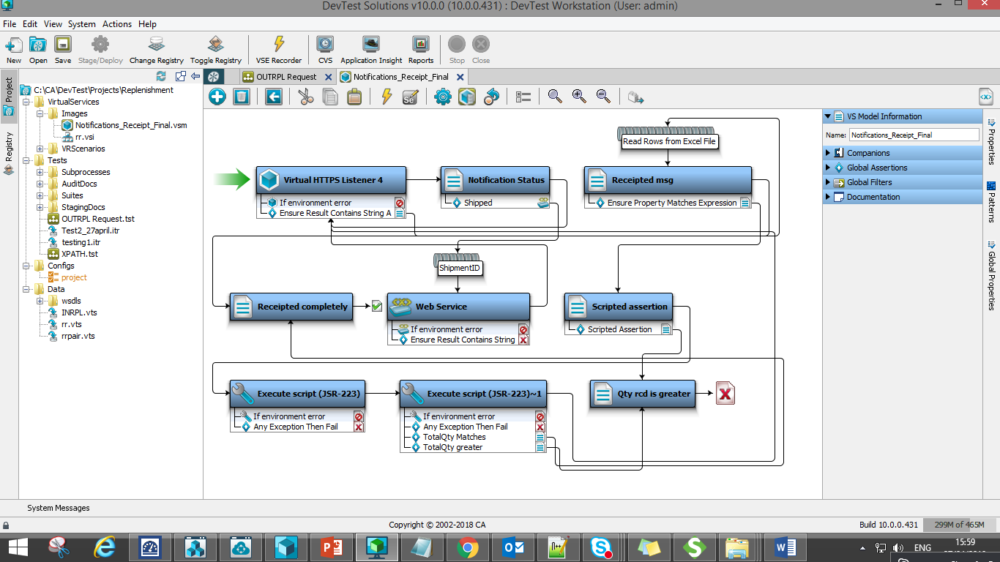 DevTest Solutions v10.0.0 (10.0.0.431) : DevTest Workstation (User: admin)
File Edit View System Actions Help
New Open Save Stage/Deploy Change Registry Toggle Registry VSE Recorder CVS Application Insight Reports Stop Close
Project
Registry
C:\CA\DevTest\Projects\Replenishment
VirtualServices
Images
Notifications_Receipt_Final.vsm
rr.vsi
VRScenarios
Tests
Subprocesses
AuditDocs
Suites
StagingDocs
OUTRPL Request.tst
Test2_27april.itr
testing1.itr
XPATH.tst
Configs
project
Data
wsdls
INRPL.vts
rr.vts
rrpair.vts
OUTRPL Request Notifications_Receipt_Final
Se
Read Rows from Excel File
Virtual HTTPS Listener 4
If environment error
Ensure Result Contains String A
Notification Status
Shipped
Receipted msg
Ensure Property Matches Expression
ShipmentID
Receipted completely
Web Service
If environment error
Ensure Result Contains String
Scripted assertion
Scripted Assertion
Execute script (JSR-223)
If environment error
Any Exception Then Fail
Execute script (JSR-223)~1
If environment error
Any Exception Then Fail
TotalQty Matches
TotalQty greater
Qty rcd is greater
VS Model Information
Name: Notifications_Receipt_Final
Companions
Global Assertions
Global Filters
Documentation
Properties
Patterns
Global Properties
System Messages
Copyright © 2002-2018 CA
Build 10.0.0.431 299M of 465M
ENG
15:59